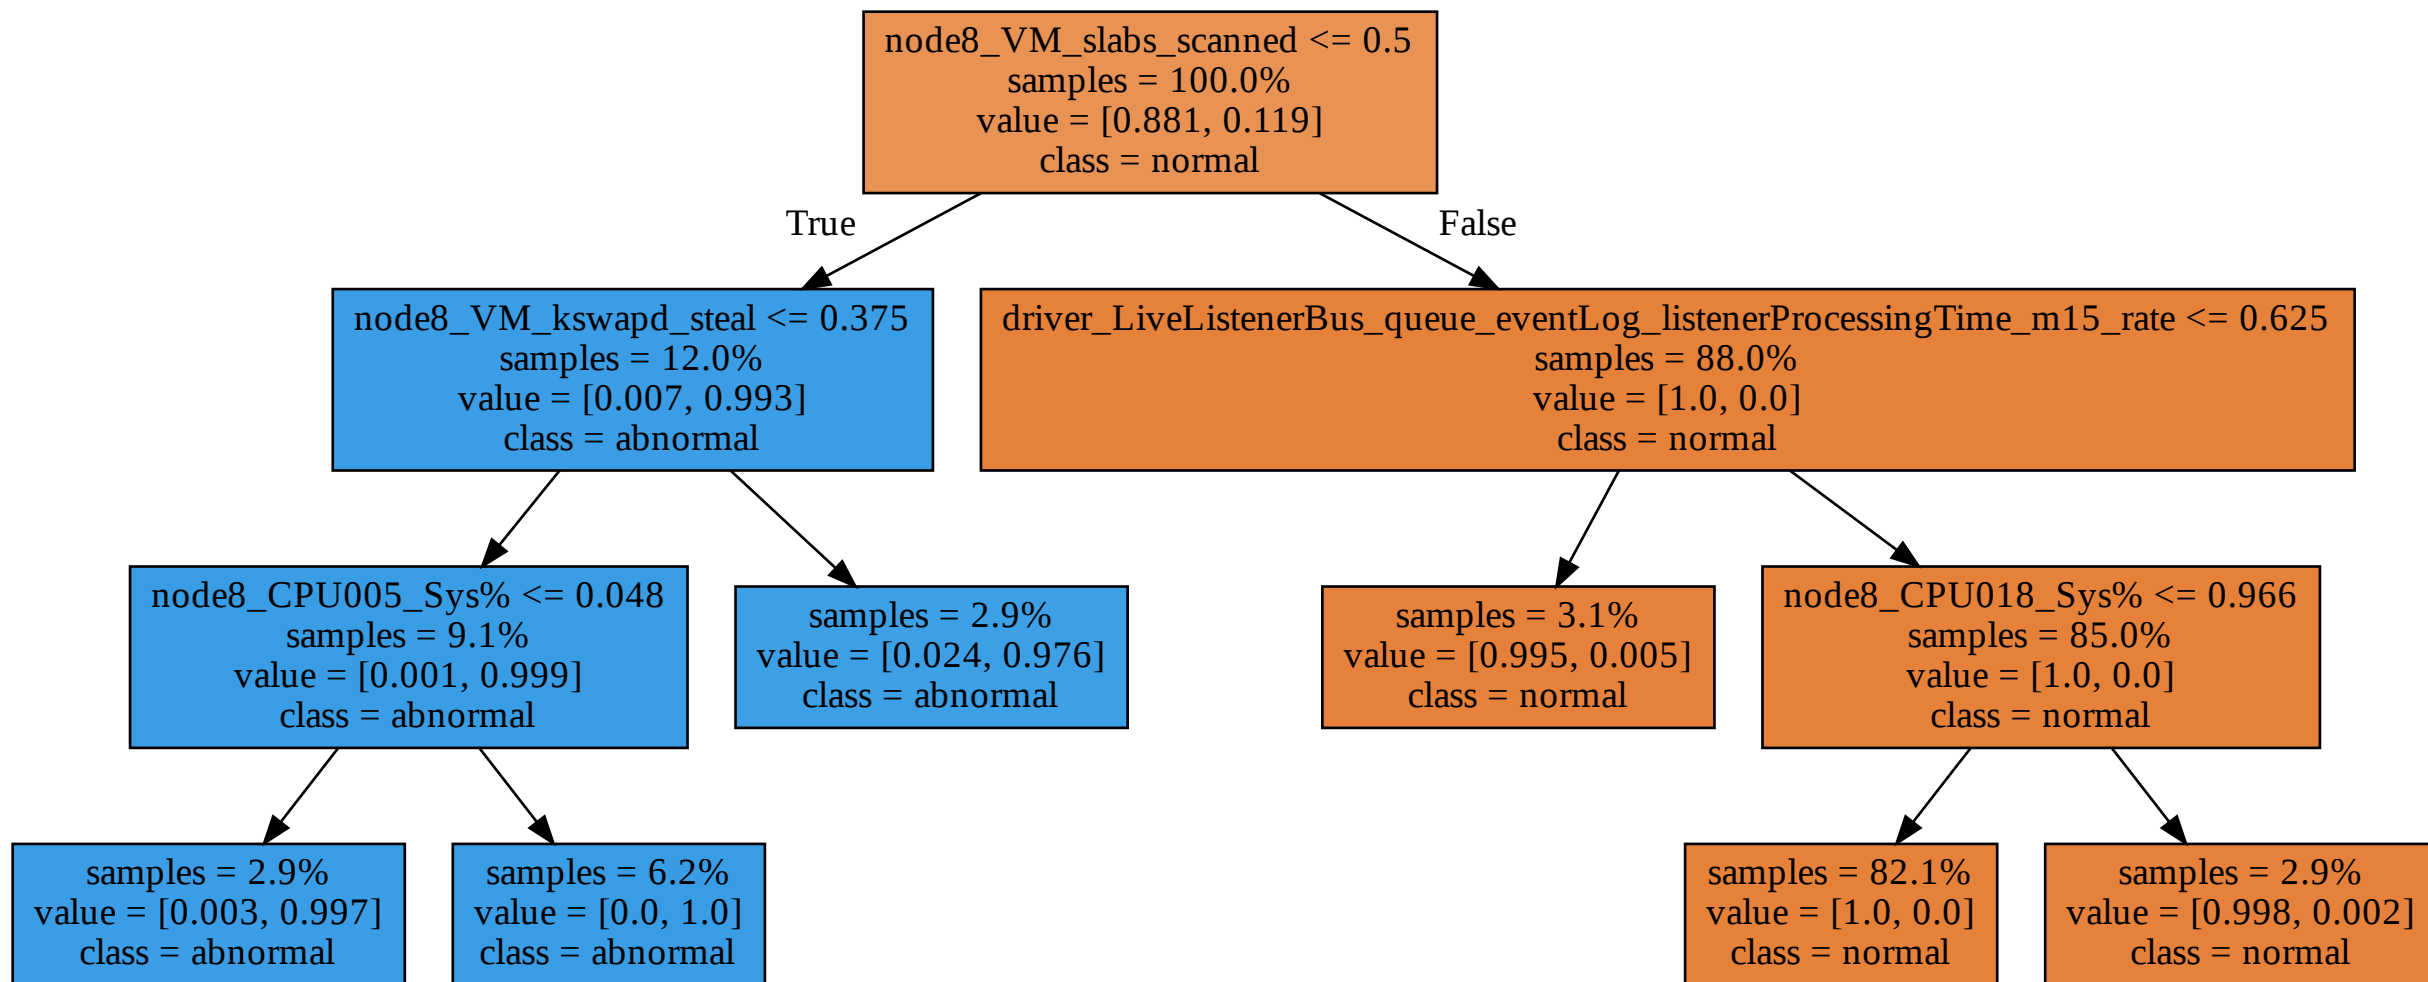 node8_VM_slabs_scanned <= 0.5
samples = 100.0%
value = [0.881, 0.119]
class = normal
True
False
node8_VM_kswapd_steal <= 0.375
samples = 12.0%
value = [0.007, 0.993]
class = abnormal
driver_LiveListenerBus_queue_eventLog_listenerProcessingTime_m15_rate <= 0.625
samples = 88.0%
value = [1.0, 0.0]
class = normal
node8_CPU005_Sys% <= 0.048
samples = 9.1%
value = [0.001, 0.999]
class = abnormal
samples = 2.9%
value = [0.024, 0.976]
class = abnormal
samples = 3.1%
value = [0.995, 0.005]
class = normal
node8_CPU018_Sys% <= 0.966
samples = 85.0%
value = [1.0, 0.0]
class = normal
samples = 2.9%
value = [0.003, 0.997]
class = abnormal
samples = 6.2%
value = [0.0, 1.0]
class = abnormal
samples = 82.1%
value = [1.0, 0.0]
class = normal
samples = 2.9%
value = [0.998, 0.002]
class = normal